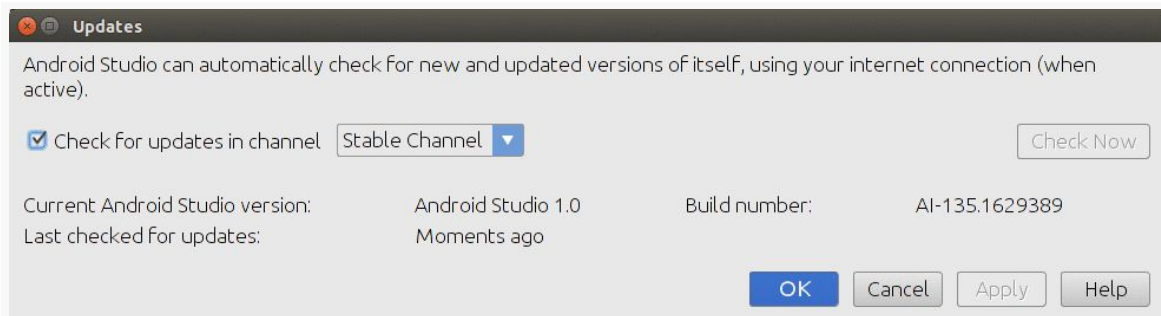 Updates
Android Studio can automatically check for new and updated versions of itself, using your internet connection (when
active).
Check for updates in channel Stable Channel Check Now
Current Android Studio version: Android Studio 1.0 Build number: AI-135.1629389
Last checked for updates: Moments ago
OK Cancel Apply Help